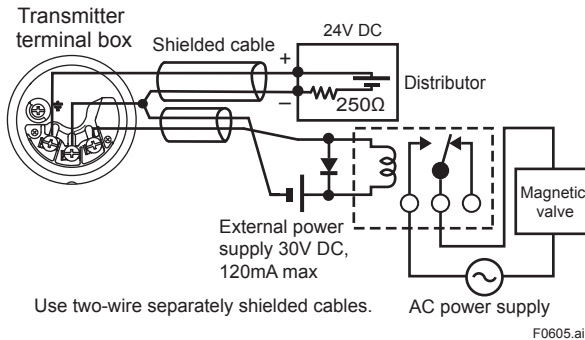 Transmitter
terminal box
Shielded cable
24V DC
+
–
250Ω
Distributor
External power
supply 30V DC,
120mA max
Magnetic
valve
Use two-wire separately shielded cables.
AC power supply
F0605.ai